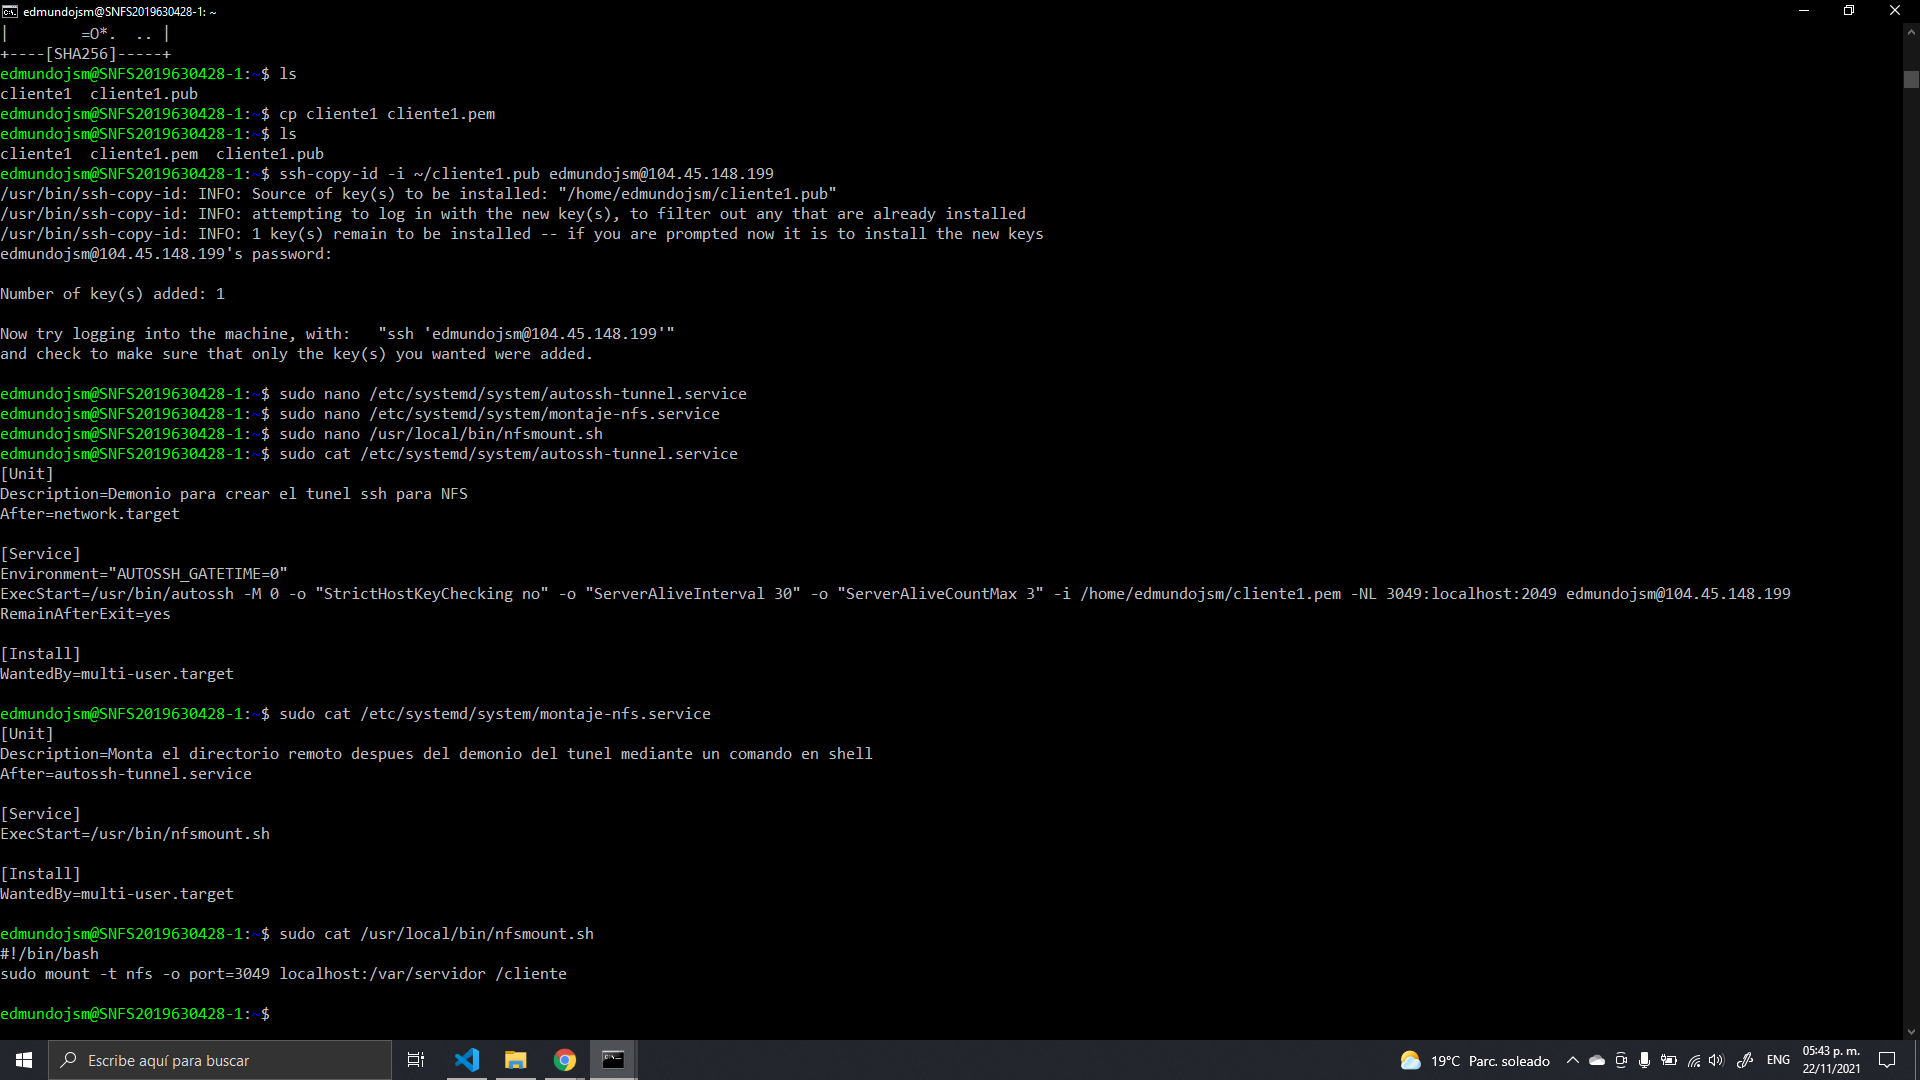 edmundojsm@SNFS2019630428-1: ~
|        =O*.  .. |
+----[SHA256]-----+
edmundojsm@SNFS2019630428-1:~$ ls
cliente1  cliente1.pub
edmundojsm@SNFS2019630428-1:~$ cp cliente1 cliente1.pem
edmundojsm@SNFS2019630428-1:~$ ls
cliente1  cliente1.pem  cliente1.pub
edmundojsm@SNFS2019630428-1:~$ ssh-copy-id -i ~/cliente1.pub edmundojsm@104.45.148.199
/usr/bin/ssh-copy-id: INFO: Source of key(s) to be installed: "/home/edmundojsm/cliente1.pub"
/usr/bin/ssh-copy-id: INFO: attempting to log in with the new key(s), to filter out any that are already installed
/usr/bin/ssh-copy-id: INFO: 1 key(s) remain to be installed -- if you are prompted now it is to install the new keys
edmundojsm@104.45.148.199's password:
Number of key(s) added: 1
Now try logging into the machine, with:   "ssh 'edmundojsm@104.45.148.199'"
and check to make sure that only the key(s) you wanted were added.
edmundojsm@SNFS2019630428-1:~$ sudo nano /etc/systemd/system/autossh-tunnel.service
edmundojsm@SNFS2019630428-1:~$ sudo nano /etc/systemd/system/montaje-nfs.service
edmundojsm@SNFS2019630428-1:~$ sudo nano /usr/local/bin/nfsmount.sh
edmundojsm@SNFS2019630428-1:~$ sudo cat /etc/systemd/system/autossh-tunnel.service
[Unit]
Description=Demonio para crear el tunel ssh para NFS
After=network.target
[Service]
Environment="AUTOSSH_GATETIME=0"
ExecStart=/usr/bin/autossh -M 0 -o "StrictHostKeyChecking no" -o "ServerAliveInterval 30" -o "ServerAliveCountMax 3" -i /home/edmundojsm/cliente1.pem -NL 3049:localhost:2049 edmundojsm@104.45.148.199
RemainAfterExit=yes
[Install]
WantedBy=multi-user.target
edmundojsm@SNFS2019630428-1:~$ sudo cat /etc/systemd/system/montaje-nfs.service
[Unit]
Description=Monta el directorio remoto despues del demonio del tunel mediante un comando en shell
After=autossh-tunnel.service
[Service]
ExecStart=/usr/bin/nfsmount.sh
[Install]
WantedBy=multi-user.target
edmundojsm@SNFS2019630428-1:~$ sudo cat /usr/local/bin/nfsmount.sh
#!/bin/bash
sudo mount -t nfs -o port=3049 localhost:/var/servidor /cliente
edmundojsm@SNFS2019630428-1:~$
Escribe aquí para buscar
19°C  Parc. soleado
ENG
05:43 p. m.
22/11/2021